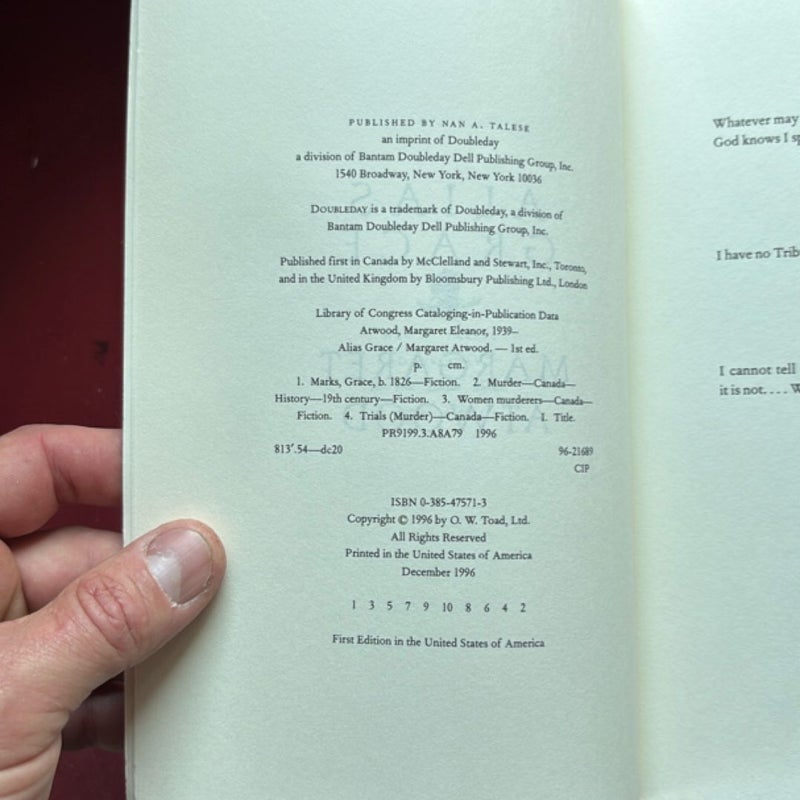 PUBLISHED BY NAN A. TALESE
an imprint of Doubleday
a division of Bantam Doubleday Dell Publishing Group, Inc.
1540 Broadway, New York, New York 10036
DOUBLEDAY is a trademark of Doubleday, a division of
Bantam Doubleday Dell Publishing Group, Inc.
Published first in Canada by McClelland and Stewart, Inc., Toronto,
and in the United Kingdom by Bloomsbury Publishing Ltd., London
Library of Congress Cataloging-in-Publication Data
Atwood, Margaret Eleanor, 1939–
Alias Grace / Margaret Atwood. — 1st ed.
p. cm.
1. Marks, Grace, b. 1826—Fiction. 2. Murder—Canada—
History—19th century—Fiction. 3. Women murderers—Canada—
Fiction. 4. Trials (Murder)—Canada—Fiction. I. Title.
PR9199.3.A8A79 1996
813'.54—dc20 96-21689
CIP
ISBN 0-385-47571-3
Copyright © 1996 by O. W. Toad, Ltd.
All Rights Reserved
Printed in the United States of America
December 1996
1 3 5 7 9 10 8 6 4 2
First Edition in the United States of America
Whatever may
God knows I
I have no
I cannot tell
it is not. . . .